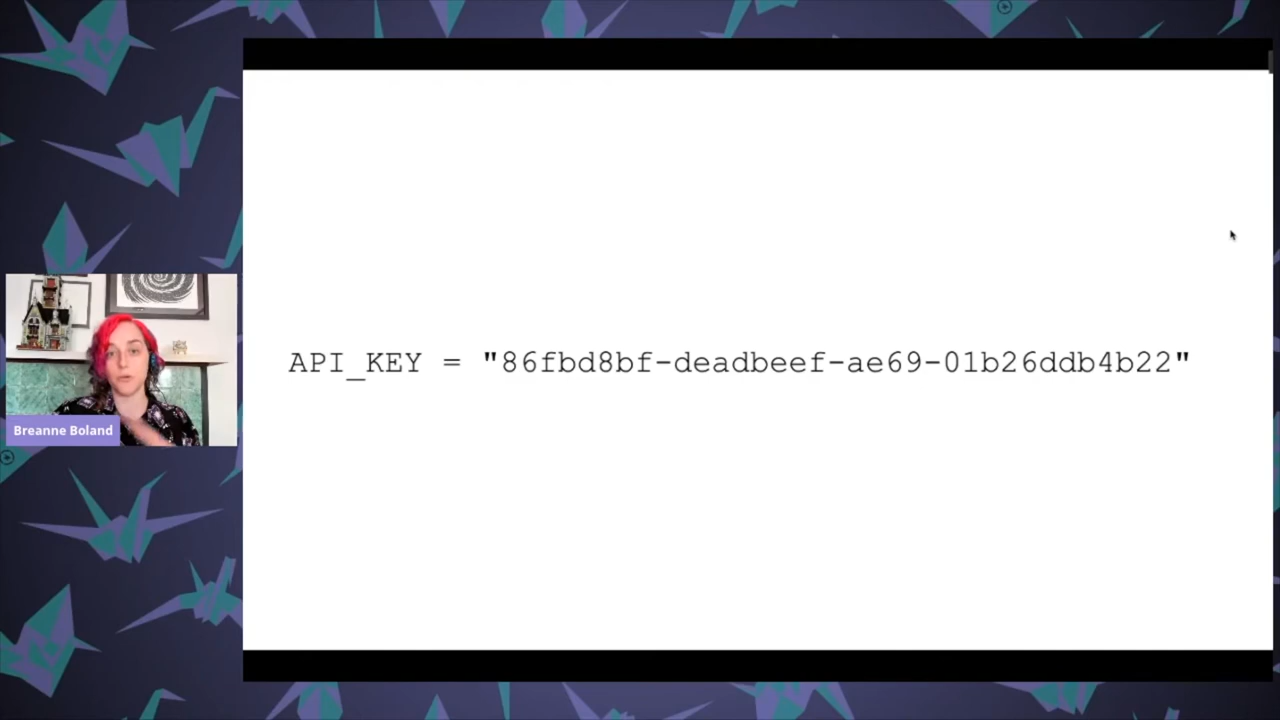 API_KEY = "86fbd8bf-deadbeef-ae69-01b26ddb4b22"
Breanne Boland